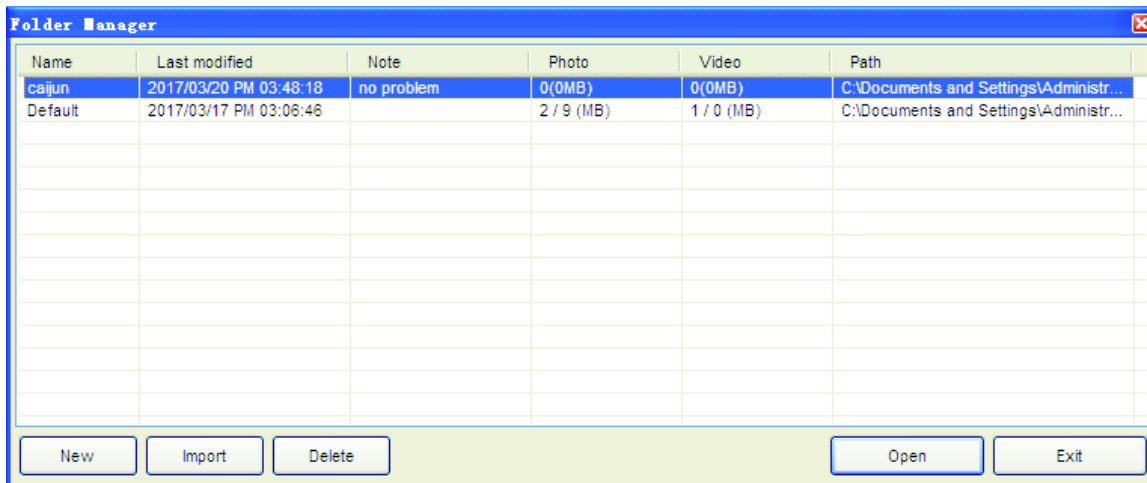 Folder Manager
Name Last modified Note Photo Video Path
caijun 2017/03/20 PM 03:48:18 no problem 0(0MB) 0(0MB) C:\Documents and Settings\Administr...
Default 2017/03/17 PM 03:06:46 2 / 9 (MB) 1 / 0 (MB) C:\Documents and Settings\Administr...
New Import Delete Open Exit